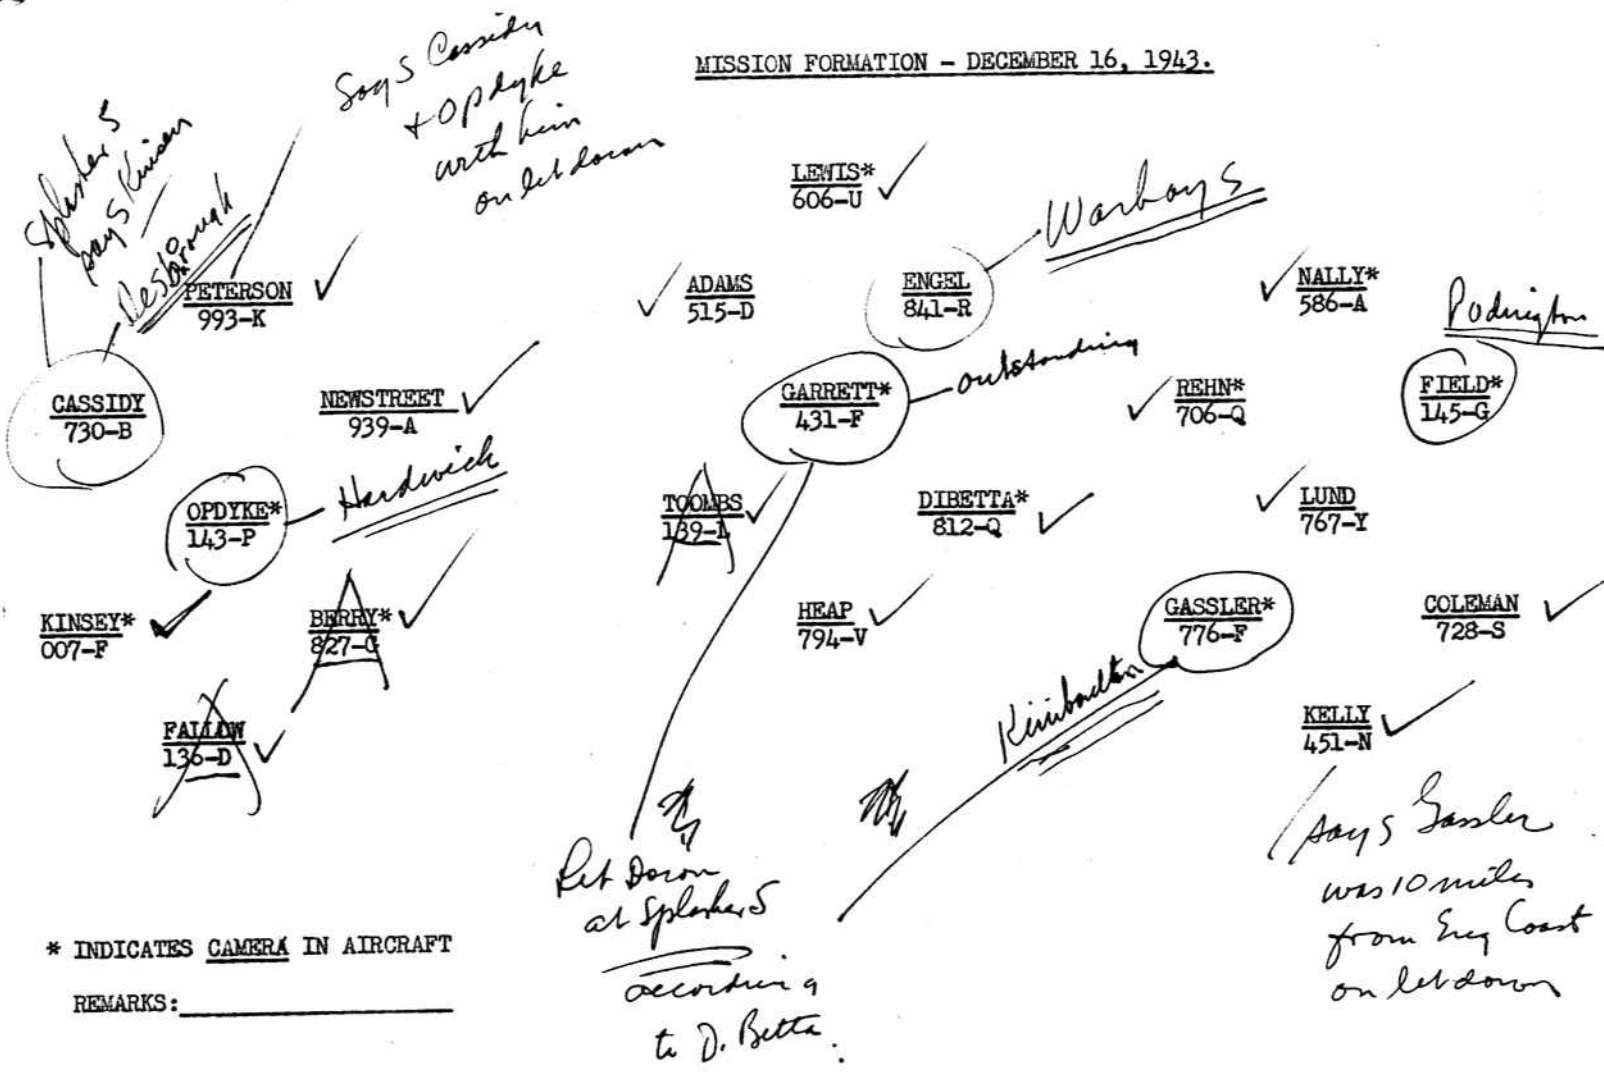 MISSION FORMATION - DECEMBER 16, 1943.
Says Cassidy
+ Opdyke
with him
on letdown
Splasher 5
says Kinsey
Desborough
LEWIS*
606-U
Warboys
PETERSON
993-K
ADAMS
515-D
ENGEL
841-R
NALLY*
586-A
Podington
CASSIDY
730-B
NEWSTREET
939-A
GARRETT*
431-F
outstanding
REHN*
706-Q
FIELD*
145-G
Hardwick
OPDYKE*
143-P
TOOMBS
139-L
A
DIBETTA*
812-Q
LUND
767-Y
KINSEY*
007-F
BERRY*
827-C
A
HEAP
794-V
GASSLER*
776-F
COLEMAN
728-S
Kimbolton
FALLOW
136-D
A
KELLY
451-N
says Gassler
was 10 miles
from Eng Coast
on letdown
Let Down
at Splasher 5
according
to D. Betta.
* INDICATES CAMERA IN AIRCRAFT
REMARKS: